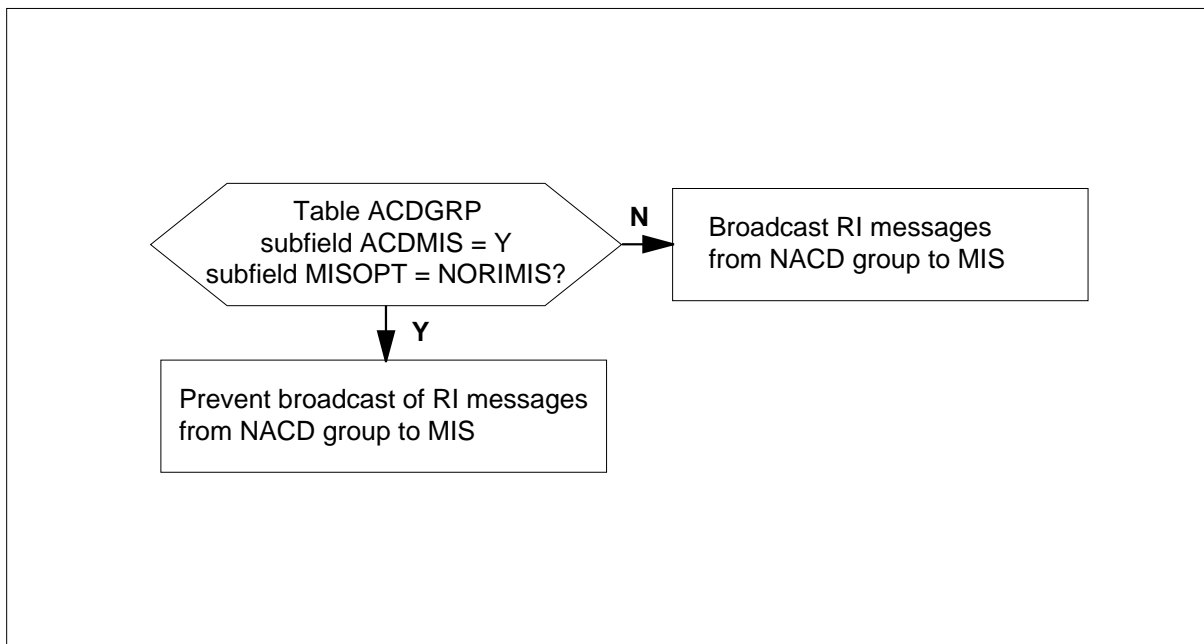 Table ACDGRP
subfield ACDMIS = Y
subfield MISOPT = NORIMIS?
N
Broadcast RI messages
from NACD group to MIS
Y
Prevent broadcast of RI messages
from NACD group to MIS